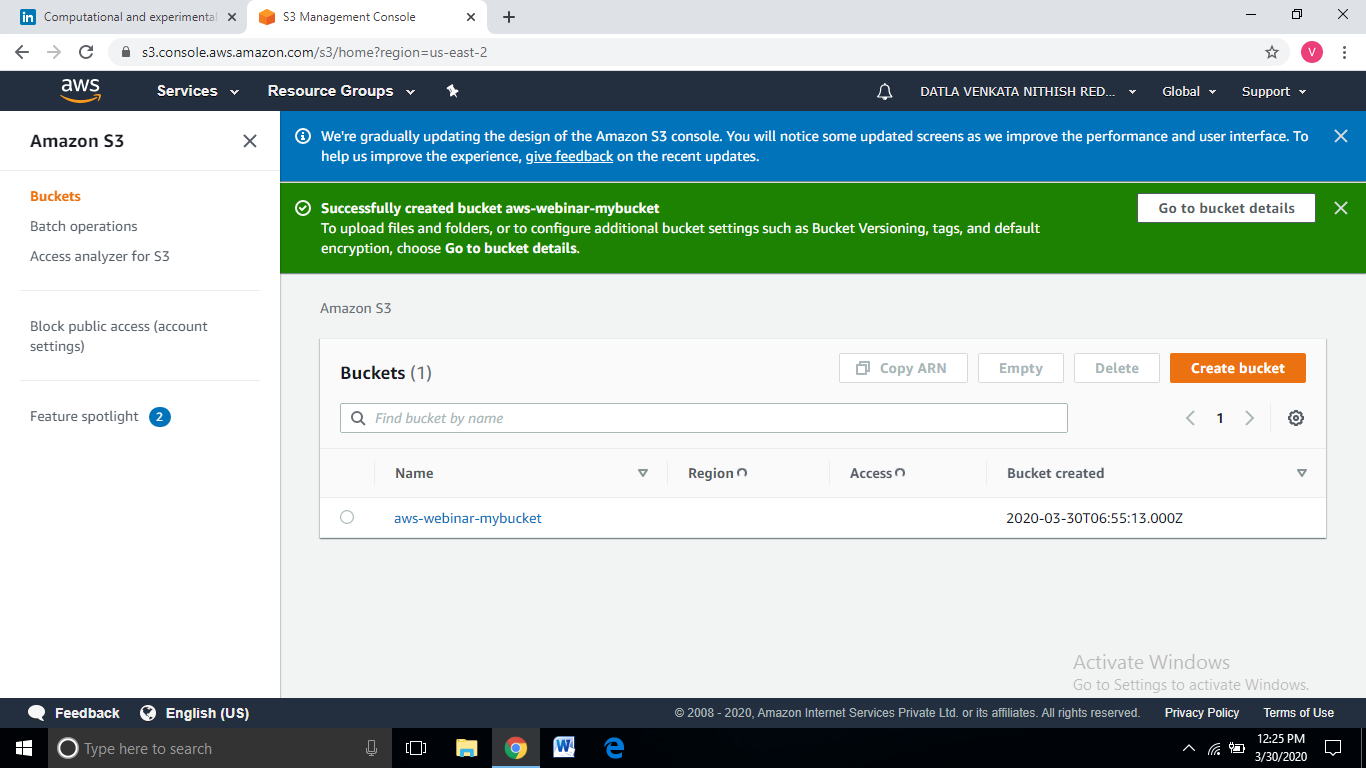 Computational and experimental
S3 Management Console
s3.console.aws.amazon.com/s3/home?region=us-east-2
V
aws
Services
Resource Groups
DATLA VENKATA NITHISH RED...
Global
Support
Amazon S3
Buckets
Batch operations
Access analyzer for S3
Block public access (account
settings)
Feature spotlight 2
We're gradually updating the design of the Amazon S3 console. You will notice some updated screens as we improve the performance and user interface. To
help us improve the experience, give feedback on the recent updates.
Successfully created bucket aws-webinar-mybucket
To upload files and folders, or to configure additional bucket settings such as Bucket Versioning, tags, and default
encryption, choose Go to bucket details.
Go to bucket details
Amazon S3
Buckets (1)
Copy ARN
Empty
Delete
Create bucket
Find bucket by name
1
Name
Region
Access
Bucket created
aws-webinar-mybucket
2020-03-30T06:55:13.000Z
Activate Windows
Go to Settings to activate Windows.
Feedback
English (US)
© 2008 - 2020, Amazon Internet Services Private Ltd. or its affiliates. All rights reserved.
Privacy Policy
Terms of Use
Type here to search
12:25 PM
3/30/2020